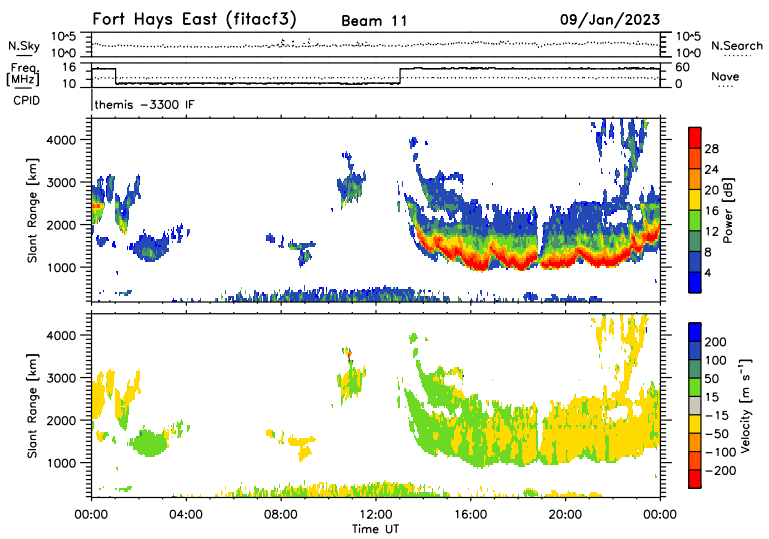 Fort Hays East (fitacf3)
Beam 11
09/Jan/2023
N.Sky
10^5
10^0
10^5
10^0
N.Search
Freq.
[MHz]
16
10
60
0
Nave
CPID
themis -3300 IF
Slant Range [km]
4000
3000
2000
1000
28
24
20
16
12
8
4
Power [dB]
Slant Range [km]
4000
3000
2000
1000
200
100
50
15
-15
-50
-100
-200
Velocity [m s⁻¹]
00:00
04:00
08:00
12:00
16:00
20:00
00:00
Time UT